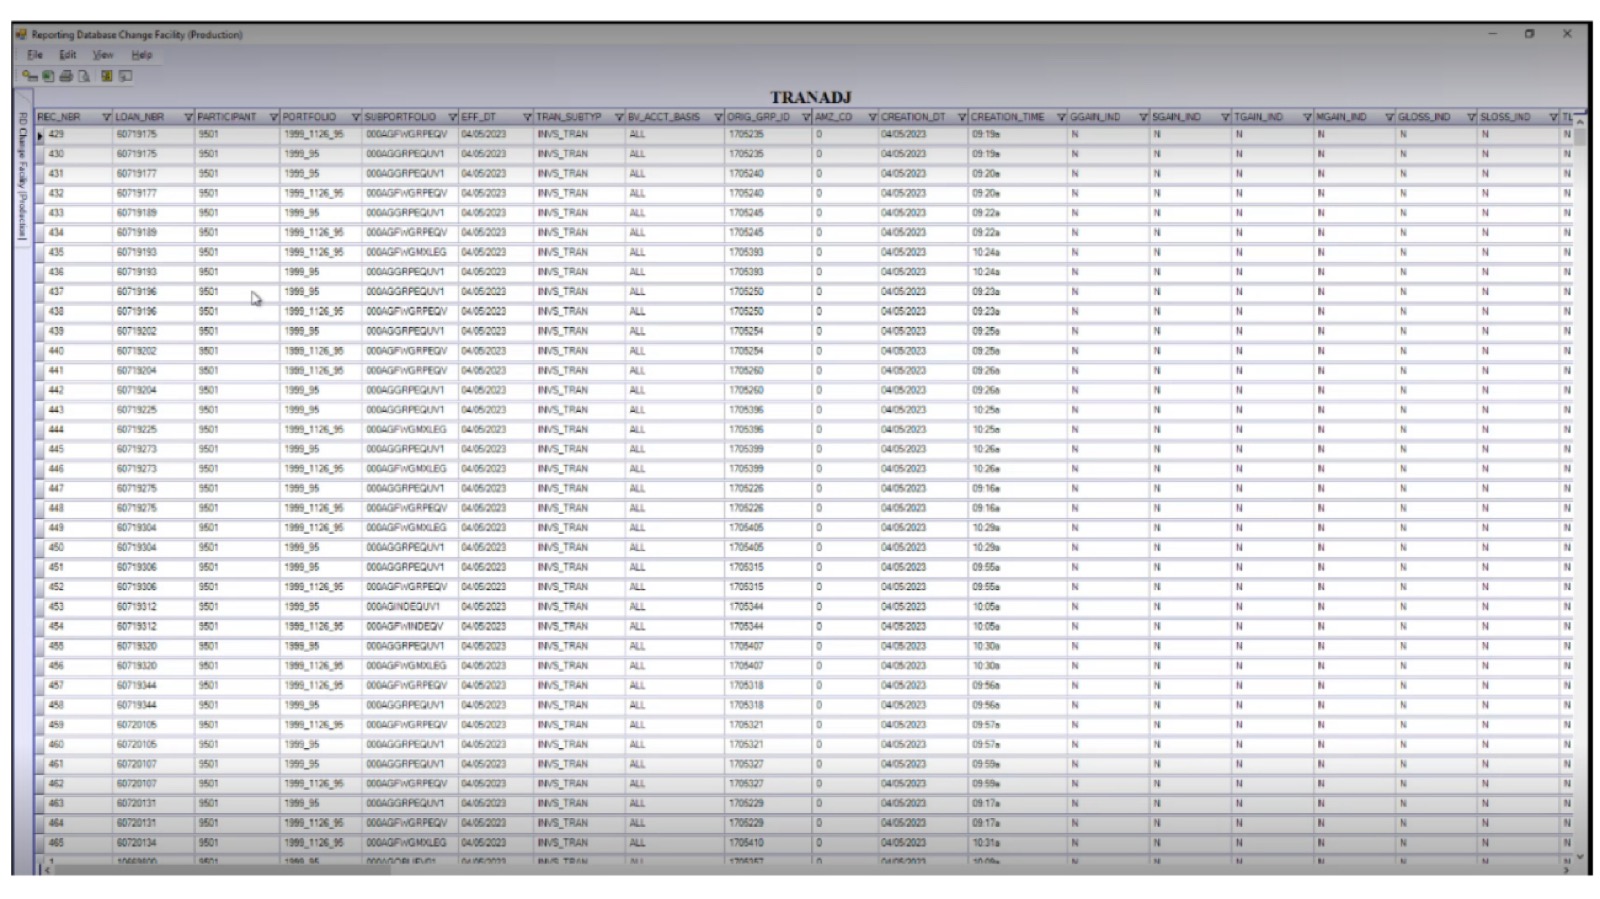 Reporting Database Change Facility (Production)
File Edit View Help
TRANADJ
RD Change Facility (Production)
REC_NBR LOAN_NBR PARTICIPANT PORTFOLIO SUBPORTFOLIO EFF_DT TRAN_SUBTYP BV_ACCT_BASIS ORIG_GRP_ID AMZ_CO CREATION_DT CREATION_TIME GGAIN_IND SGAIN_IND TGAIN_IND MGAIN_IND GLOSS_IND SLOSS_IND TL
429 60719175 9501 1999_1126_95 000AGFWGRPEQV 04/05/2023 INVS_TRAN ALL 1705235 0 04/05/2023 09:19a N N N N N N N
430 60719175 9501 1999_95 000AGGRPEQUV1 04/05/2023 INVS_TRAN ALL 1705235 0 04/05/2023 09:19a N N N N N N N
431 60719177 9501 1999_95 000AGGRPEQUV1 04/05/2023 INVS_TRAN ALL 1705240 0 04/05/2023 09:20a N N N N N N N
432 60719177 9501 1999_1126_95 000AGFWGRPEQV 04/05/2023 INVS_TRAN ALL 1705240 0 04/05/2023 09:20a N N N N N N N
433 60719189 9501 1999_95 000AGGRPEQUV1 04/05/2023 INVS_TRAN ALL 1705245 0 04/05/2023 09:22a N N N N N N N
434 60719189 9501 1999_1126_95 000AGFWGRPEQV 04/05/2023 INVS_TRAN ALL 1705245 0 04/05/2023 09:22a N N N N N N N
435 60719193 9501 1999_1126_95 000AGFWGMXLEG 04/05/2023 INVS_TRAN ALL 1705393 0 04/05/2023 10:24a N N N N N N N
436 60719193 9501 1999_95 000AGGRPEQUV1 04/05/2023 INVS_TRAN ALL 1705393 0 04/05/2023 10:24a N N N N N N N
437 60719196 9501 1999_95 000AGGRPEQUV1 04/05/2023 INVS_TRAN ALL 1705250 0 04/05/2023 09:23a N N N N N N N
438 60719196 9501 1999_1126_95 000AGFWGRPEQV 04/05/2023 INVS_TRAN ALL 1705250 0 04/05/2023 09:23a N N N N N N N
439 60719202 9501 1999_95 000AGGRPEQUV1 04/05/2023 INVS_TRAN ALL 1705254 0 04/05/2023 09:25a N N N N N N N
440 60719202 9501 1999_1126_95 000AGFWGRPEQV 04/05/2023 INVS_TRAN ALL 1705254 0 04/05/2023 09:25a N N N N N N N
441 60719204 9501 1999_1126_95 000AGFWGRPEQV 04/05/2023 INVS_TRAN ALL 1705260 0 04/05/2023 09:26a N N N N N N N
442 60719204 9501 1999_95 000AGGRPEQUV1 04/05/2023 INVS_TRAN ALL 1705260 0 04/05/2023 09:26a N N N N N N N
443 60719225 9501 1999_95 000AGGRPEQUV1 04/05/2023 INVS_TRAN ALL 1705396 0 04/05/2023 10:25a N N N N N N N
444 60719225 9501 1999_1126_95 000AGFWGMXLEG 04/05/2023 INVS_TRAN ALL 1705396 0 04/05/2023 10:25a N N N N N N N
445 60719273 9501 1999_95 000AGGRPEQUV1 04/05/2023 INVS_TRAN ALL 1705399 0 04/05/2023 10:26a N N N N N N N
446 60719273 9501 1999_1126_95 000AGFWGMXLEG 04/05/2023 INVS_TRAN ALL 1705399 0 04/05/2023 10:26a N N N N N N N
447 60719275 9501 1999_95 000AGGRPEQUV1 04/05/2023 INVS_TRAN ALL 1705226 0 04/05/2023 09:16a N N N N N N N
448 60719275 9501 1999_1126_95 000AGFWGRPEQV 04/05/2023 INVS_TRAN ALL 1705226 0 04/05/2023 09:16a N N N N N N N
449 60719304 9501 1999_1126_95 000AGFWGMXLEG 04/05/2023 INVS_TRAN ALL 1705405 0 04/05/2023 10:29a N N N N N N N
450 60719304 9501 1999_95 000AGGRPEQUV1 04/05/2023 INVS_TRAN ALL 1705405 0 04/05/2023 10:29a N N N N N N N
451 60719306 9501 1999_95 000AGGRPEQUV1 04/05/2023 INVS_TRAN ALL 1705315 0 04/05/2023 09:55a N N N N N N N
452 60719306 9501 1999_1126_95 000AGFWGRPEQV 04/05/2023 INVS_TRAN ALL 1705315 0 04/05/2023 09:55a N N N N N N N
453 60719312 9501 1999_95 000AGINDEQUV1 04/05/2023 INVS_TRAN ALL 1705344 0 04/05/2023 10:05a N N N N N N N
454 60719312 9501 1999_1126_95 000AGFWINDEQV 04/05/2023 INVS_TRAN ALL 1705344 0 04/05/2023 10:05a N N N N N N N
455 60719320 9501 1999_95 000AGGRPEQUV1 04/05/2023 INVS_TRAN ALL 1705407 0 04/05/2023 10:30a N N N N N N N
456 60719320 9501 1999_1126_95 000AGFWGMXLEG 04/05/2023 INVS_TRAN ALL 1705407 0 04/05/2023 10:30a N N N N N N N
457 60719344 9501 1999_1126_95 000AGFWGRPEQV 04/05/2023 INVS_TRAN ALL 1705318 0 04/05/2023 09:56a N N N N N N N
458 60719344 9501 1999_95 000AGGRPEQUV1 04/05/2023 INVS_TRAN ALL 1705318 0 04/05/2023 09:56a N N N N N N N
459 60720105 9501 1999_1126_95 000AGFWGRPEQV 04/05/2023 INVS_TRAN ALL 1705321 0 04/05/2023 09:57a N N N N N N N
460 60720105 9501 1999_95 000AGGRPEQUV1 04/05/2023 INVS_TRAN ALL 1705321 0 04/05/2023 09:57a N N N N N N N
461 60720107 9501 1999_95 000AGGRPEQUV1 04/05/2023 INVS_TRAN ALL 1705327 0 04/05/2023 09:59a N N N N N N N
462 60720107 9501 1999_1126_95 000AGFWGRPEQV 04/05/2023 INVS_TRAN ALL 1705327 0 04/05/2023 09:59a N N N N N N N
463 60720131 9501 1999_95 000AGGRPEQUV1 04/05/2023 INVS_TRAN ALL 1705229 0 04/05/2023 09:17a N N N N N N N
464 60720131 9501 1999_1126_95 000AGFWGRPEQV 04/05/2023 INVS_TRAN ALL 1705229 0 04/05/2023 09:17a N N N N N N N
465 60720134 9501 1999_1126_95 000AGFWGMXLEG 04/05/2023 INVS_TRAN ALL 1705410 0 04/05/2023 10:31a N N N N N N N
1 9501 1999_95 04/05/2023 INVS_TRAN ALL 04/05/2023 N N N N N N N